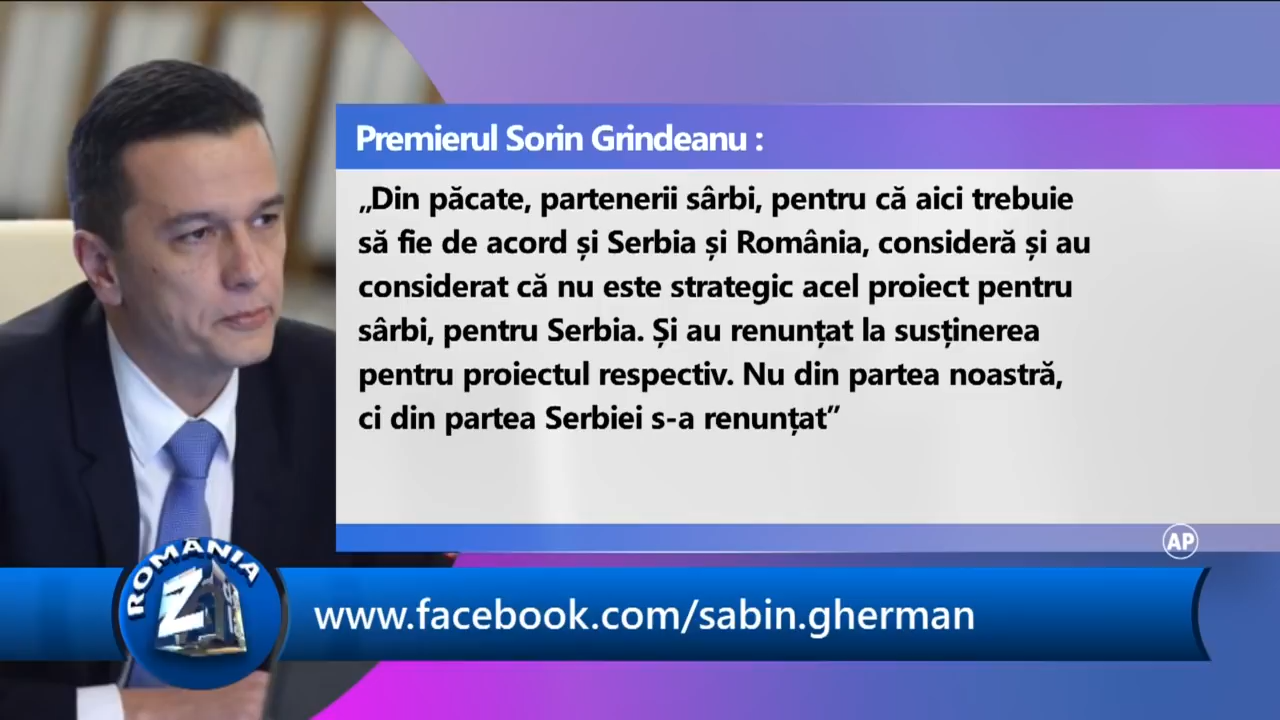 Premierul Sorin Grindeanu :
„Din păcate, partenerii sârbi, pentru că aici trebuie
să fie de acord și Serbia și România, consideră și au
considerat că nu este strategic acel proiect pentru
sârbi, pentru Serbia. Și au renunțat la susținerea
pentru proiectul respectiv. Nu din partea noastră,
ci din partea Serbiei s-a renunțat”
AP
ROMÂNIA
Z
www.facebook.com/sabin.gherman